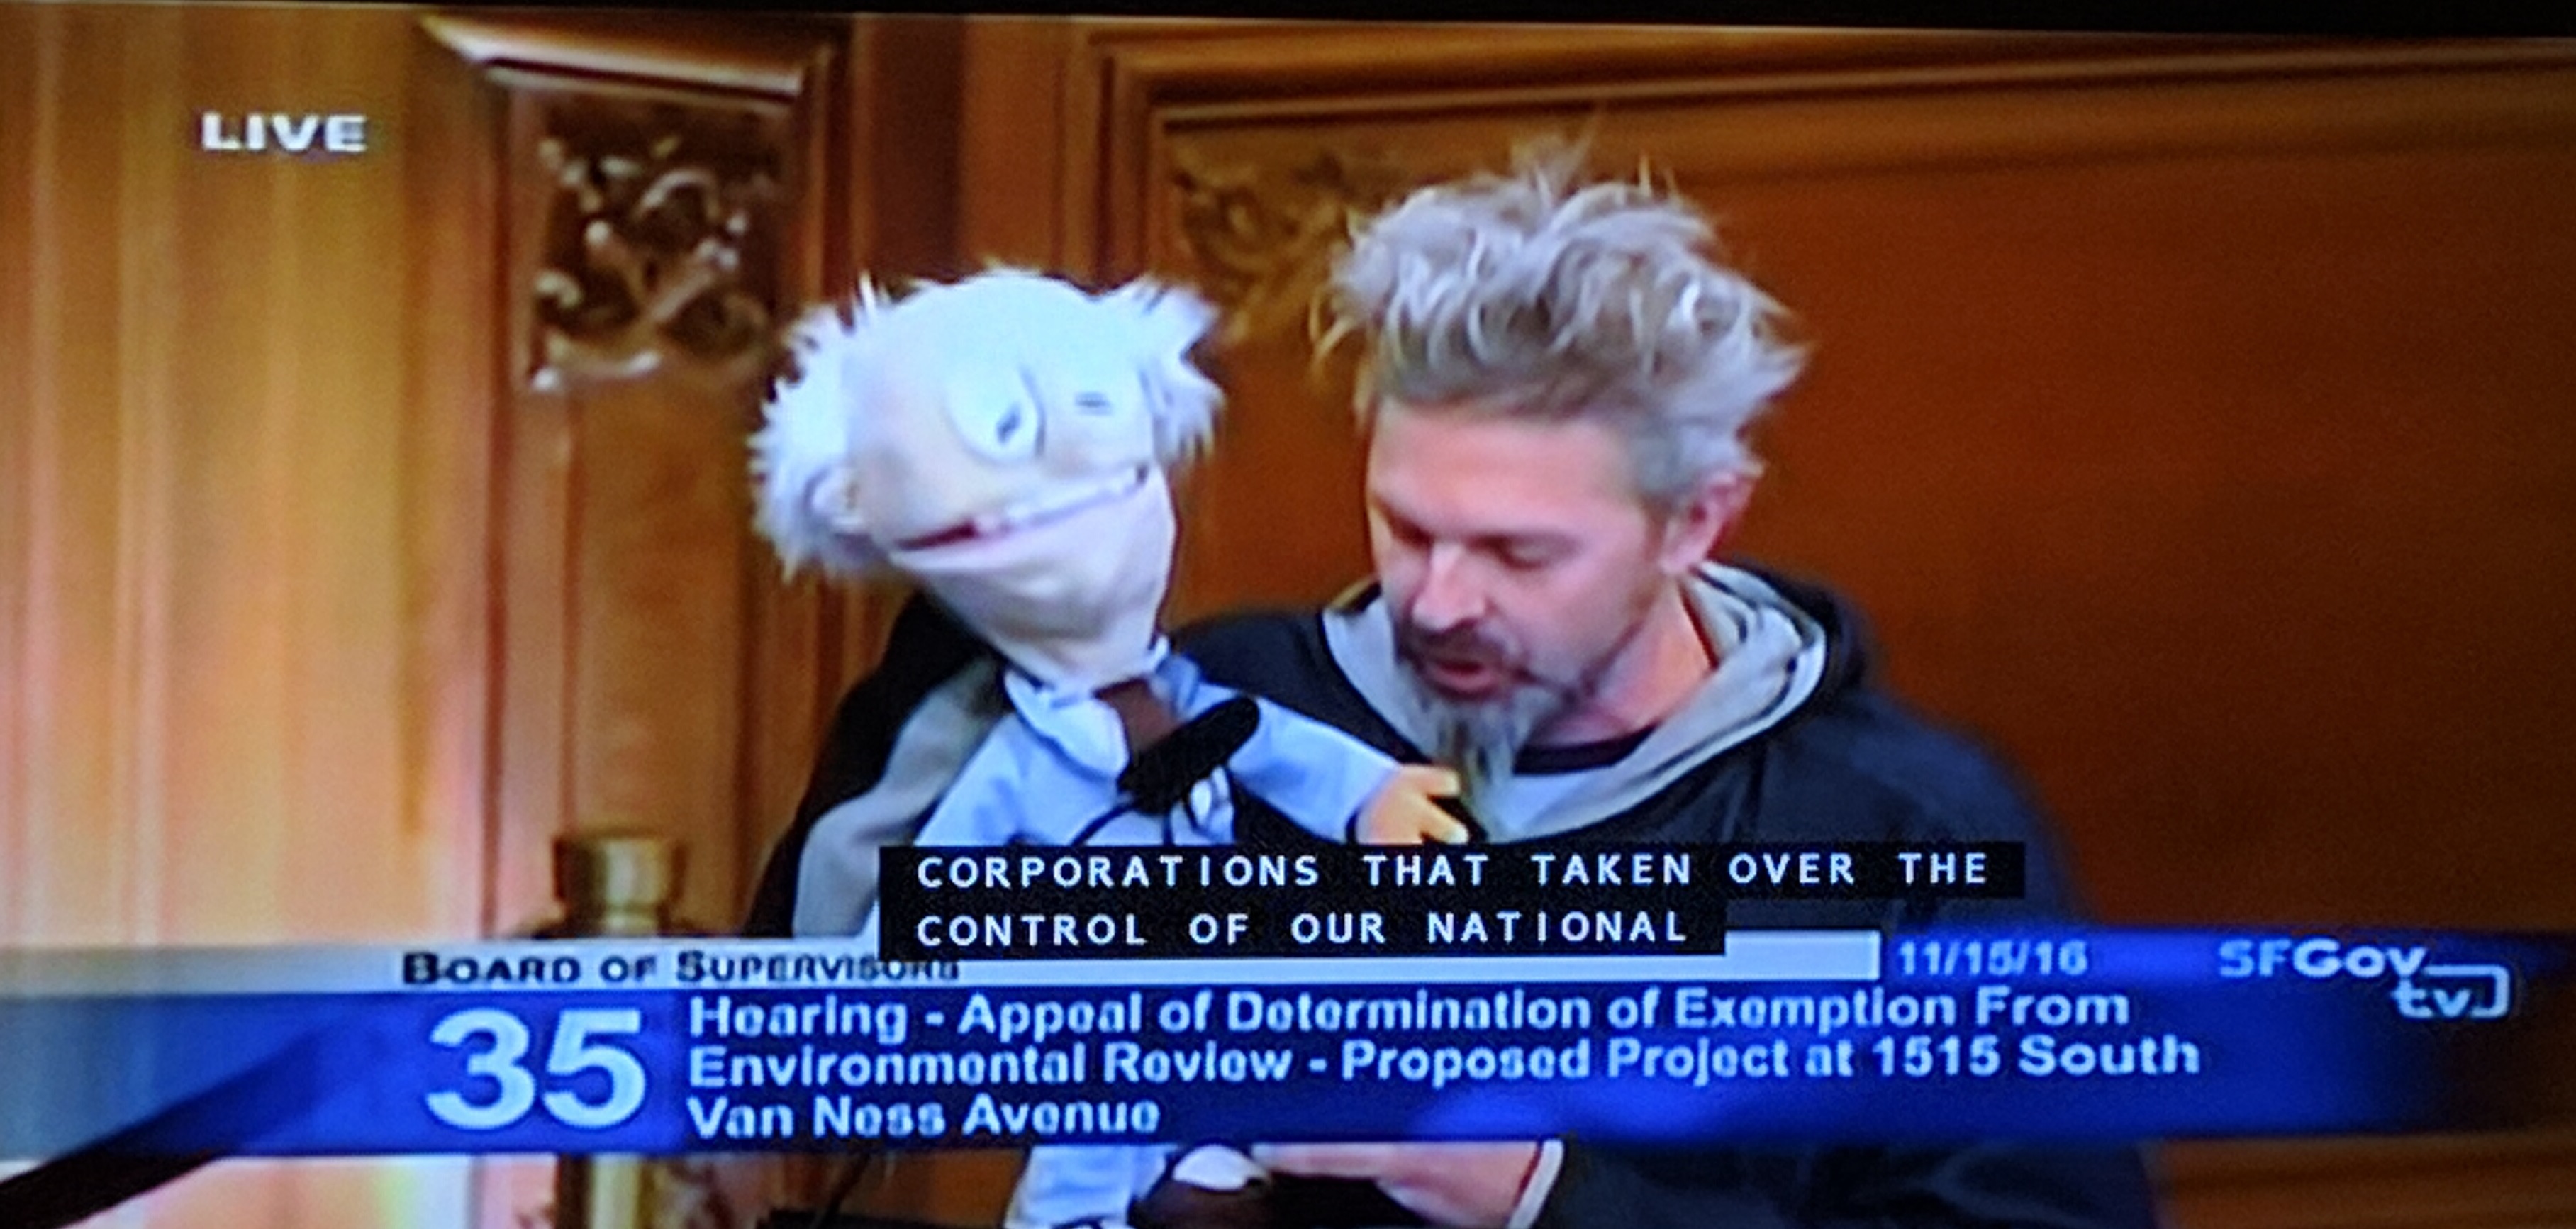 LIVE
CORPORATIONS THAT TAKEN OVER THE
CONTROL OF OUR NATIONAL
BOARD OF SUPERVISORS
11/15/16
SFGov
tv
35
Hearing - Appeal of Determination of Exemption From
Environmental Review - Proposed Project at 1515 South
Van Ness Avenue